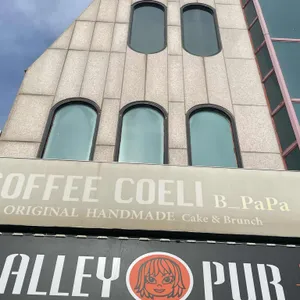 COFFEE COELI B_PaPa
ORIGINAL HANDMADE Cake & Brunch
ALLEY PUB